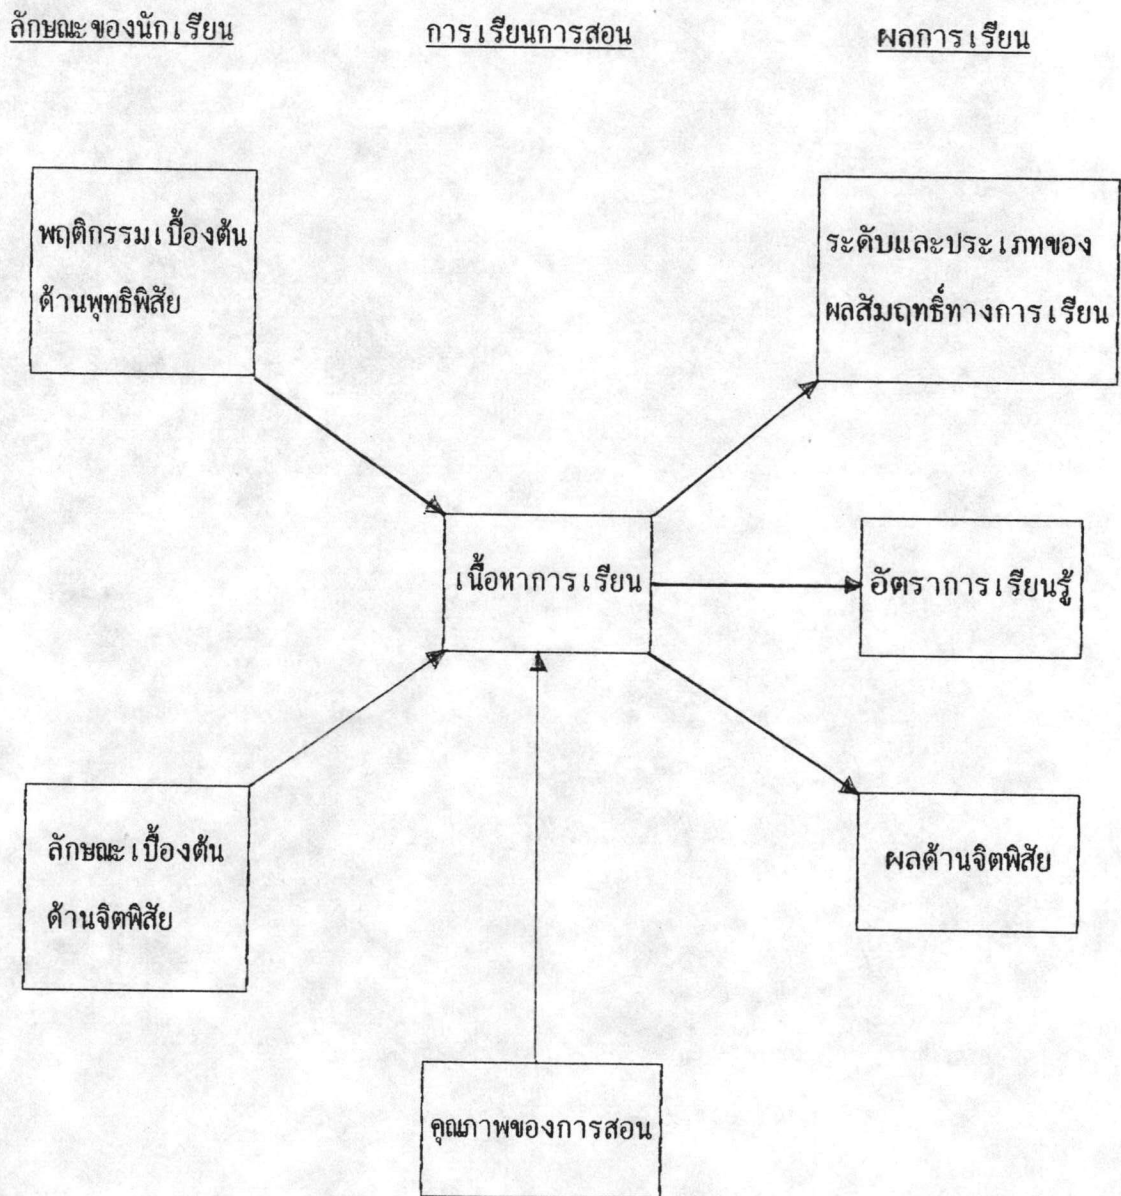 ลักษณะของนักเรียน
การเรียนการสอน
ผลการเรียน
พฤติกรรมเบื้องต้น
ด้านพุทธิพิสัย
ระดับและประเภทของ
ผลสัมฤทธิ์ทางการเรียน
เนื้อหาการเรียน
อัตราการเรียนรู้
ลักษณะเบื้องต้น
ด้านจิตพิสัย
ผลด้านจิตพิสัย
คุณภาพของการสอน